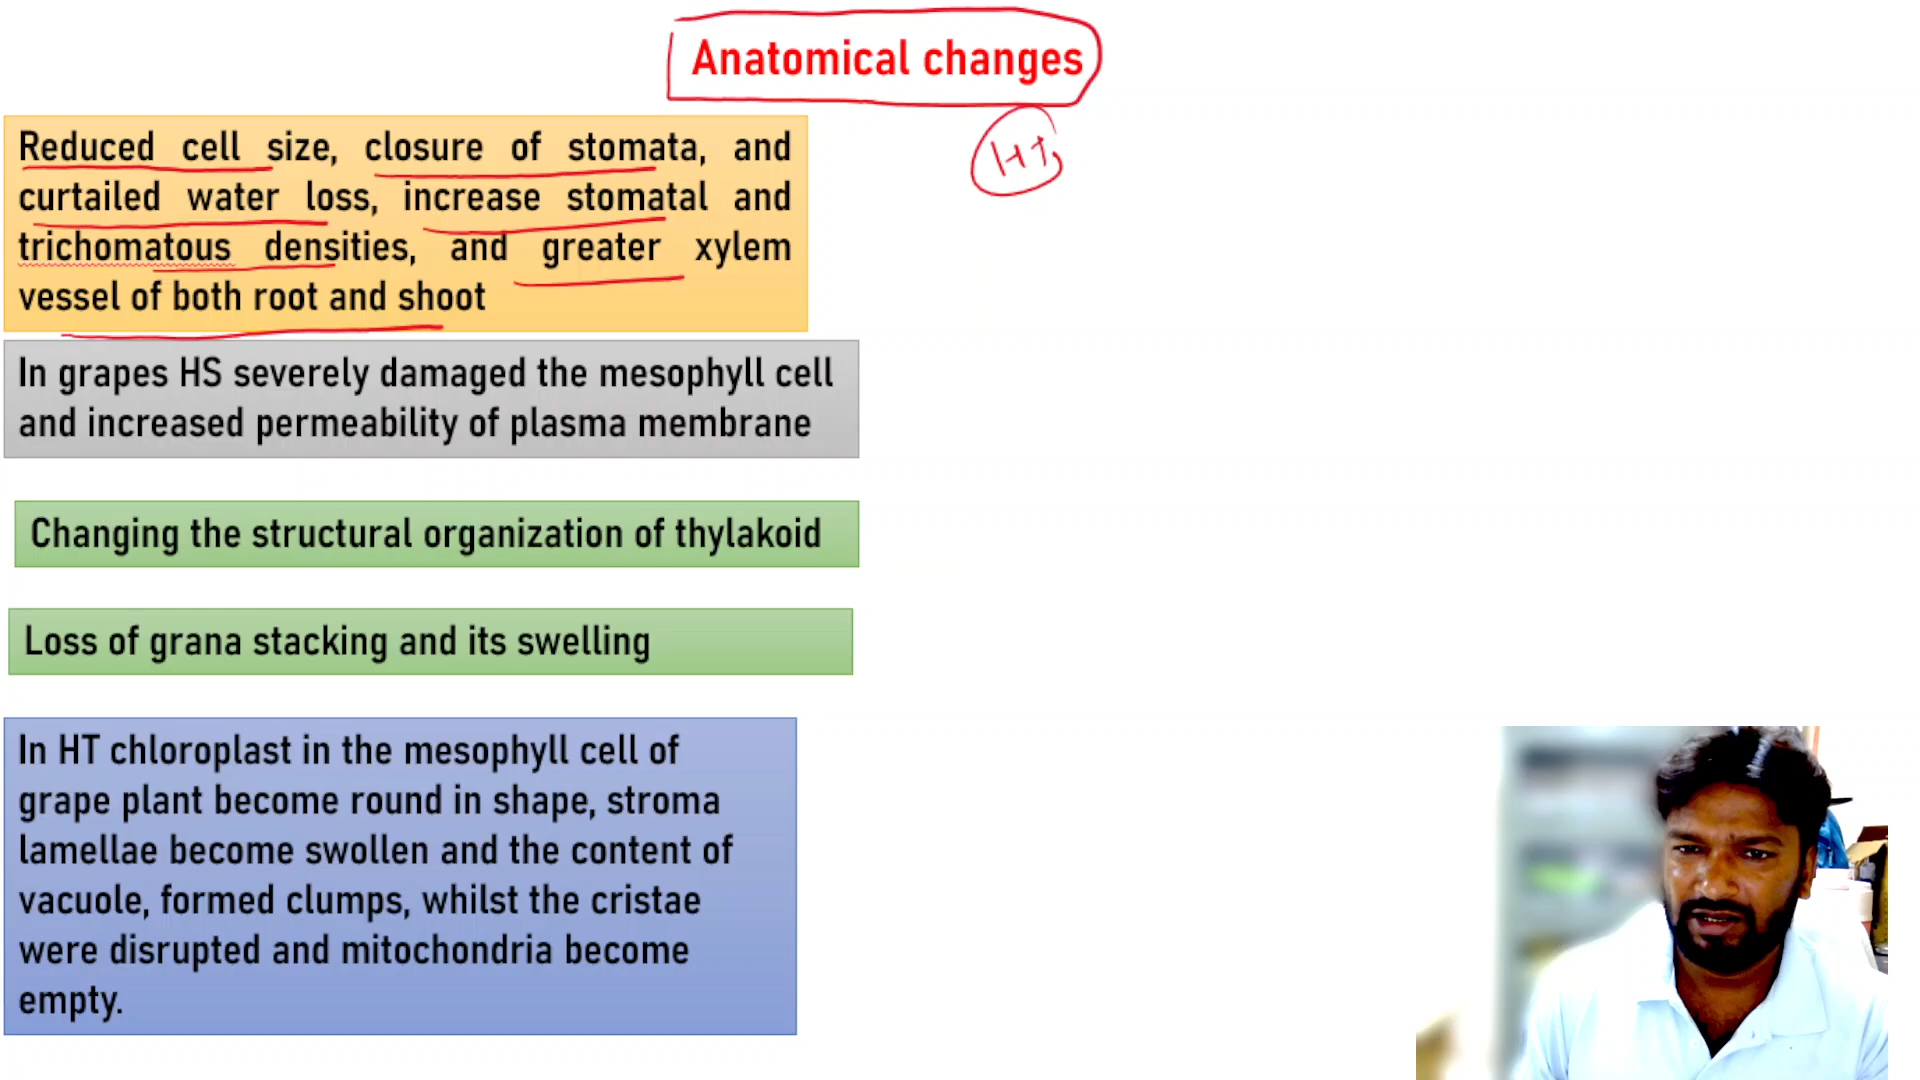 Anatomical changes
HT
Reduced cell size, closure of stomata, and
curtailed water loss, increase stomatal and
trichomatous densities, and greater xylem
vessel of both root and shoot
In grapes HS severely damaged the mesophyll cell
and increased permeability of plasma membrane
Changing the structural organization of thylakoid
Loss of grana stacking and its swelling
In HT chloroplast in the mesophyll cell of
grape plant become round in shape, stroma
lamellae become swollen and the content of
vacuole, formed clumps, whilst the cristae
were disrupted and mitochondria become
empty.